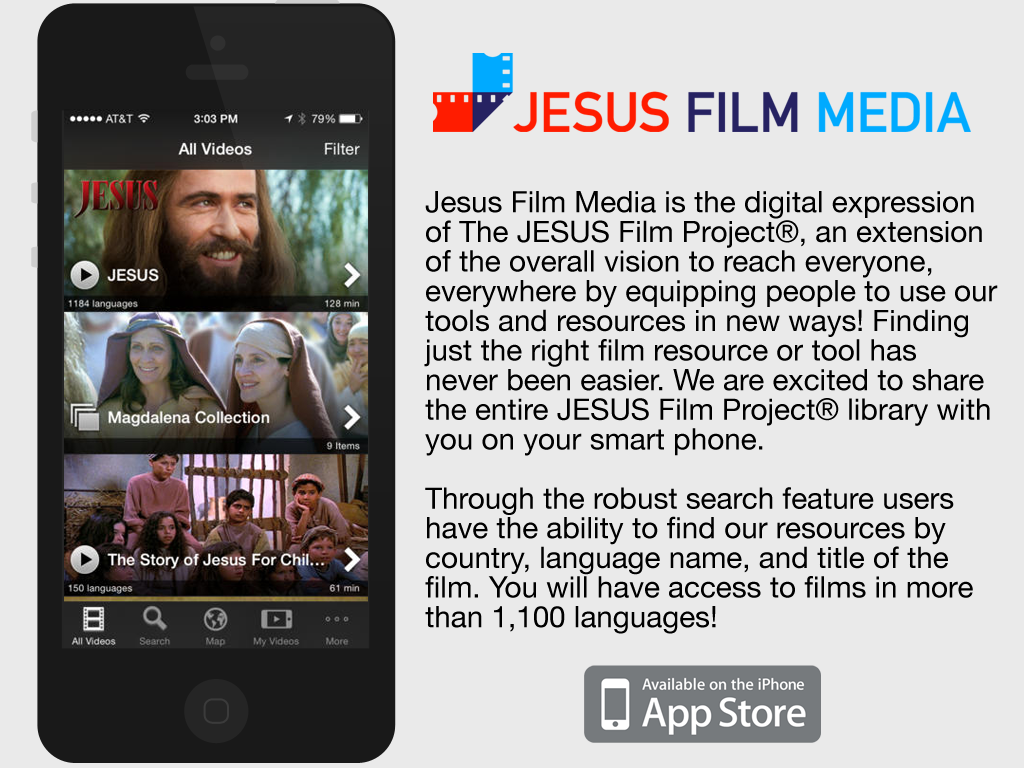 ●●●●● AT&T 3:03 PM 79%
All Videos Filter
JESUS
JESUS
1184 languages 128 min
Magdalena Collection
9 Items
The Story of Jesus For Chil...
150 languages 61 min
All Videos Search Map My Videos More
JESUS FILM MEDIA
Jesus Film Media is the digital expression
of The JESUS Film Project®, an extension
of the overall vision to reach everyone,
everywhere by equipping people to use our
tools and resources in new ways! Finding
just the right film resource or tool has
never been easier. We are excited to share
the entire JESUS Film Project® library with
you on your smart phone.
Through the robust search feature users
have the ability to find our resources by
country, language name, and title of the
film. You will have access to films in more
than 1,100 languages!
Available on the iPhone
App Store